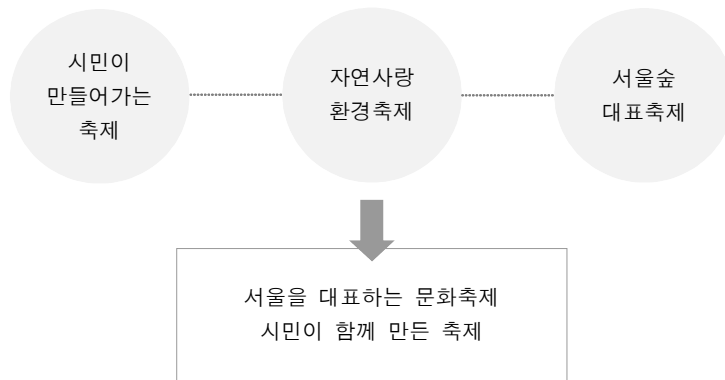 시민이
만들어가는
축제
자연사랑
환경축제
서울숲
대표축제
서울을 대표하는 문화축제
시민이 함께 만든 축제